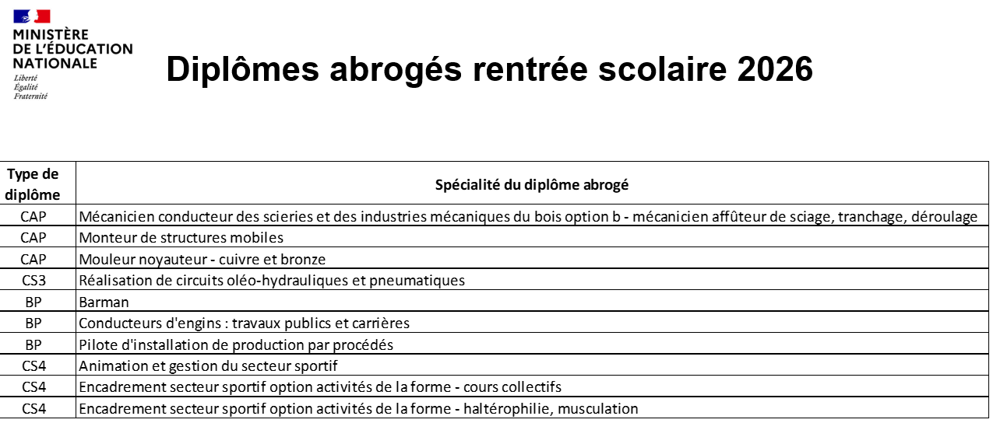 MINISTÈRE
DE L'ÉDUCATION
NATIONALE
Liberté
Égalité
Fraternité
Diplômes abrogés rentrée scolaire 2026
Type de diplôme Spécialité du diplôme abrogé
CAP Mécanicien conducteur des scieries et des industries mécaniques du bois option b - mécanicien affûteur de sciage, tranchage, déroulage
CAP Monteur de structures mobiles
CAP Mouleur noyauteur - cuivre et bronze
CS3 Réalisation de circuits oléo-hydrauliques et pneumatiques
BP Barman
BP Conducteurs d'engins : travaux publics et carrières
BP Pilote d'installation de production par procédés
CS4 Animation et gestion du secteur sportif
CS4 Encadrement secteur sportif option activités de la forme - cours collectifs
CS4 Encadrement secteur sportif option activités de la forme - haltérophilie, musculation